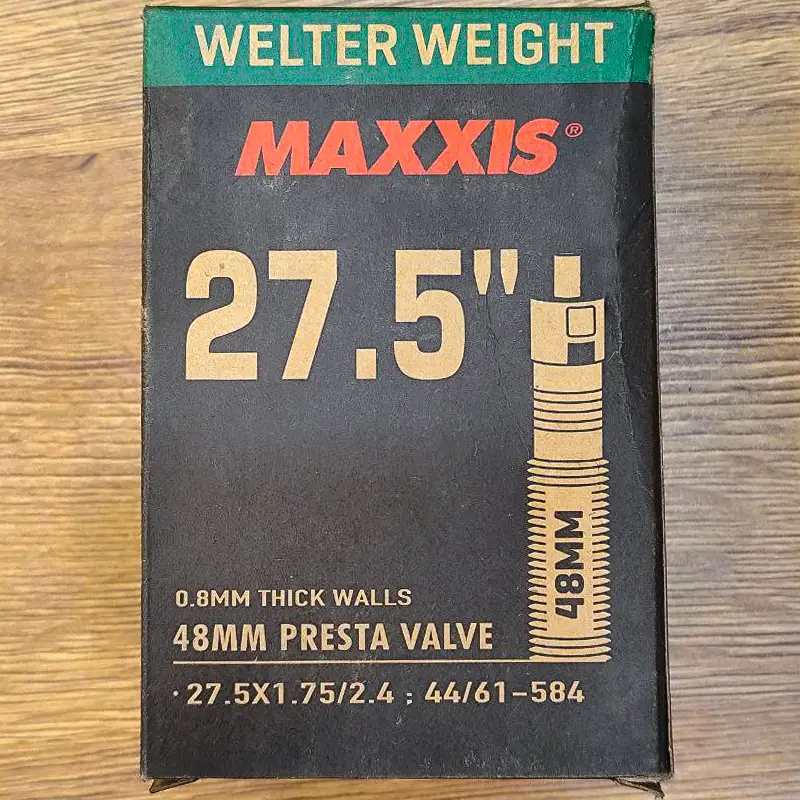 WELTER WEIGHT
MAXXIS®
27.5"
48MM
0.8MM THICK WALLS
48MM PRESTA VALVE
· 27.5X1.75/2.4 ; 44/61-584